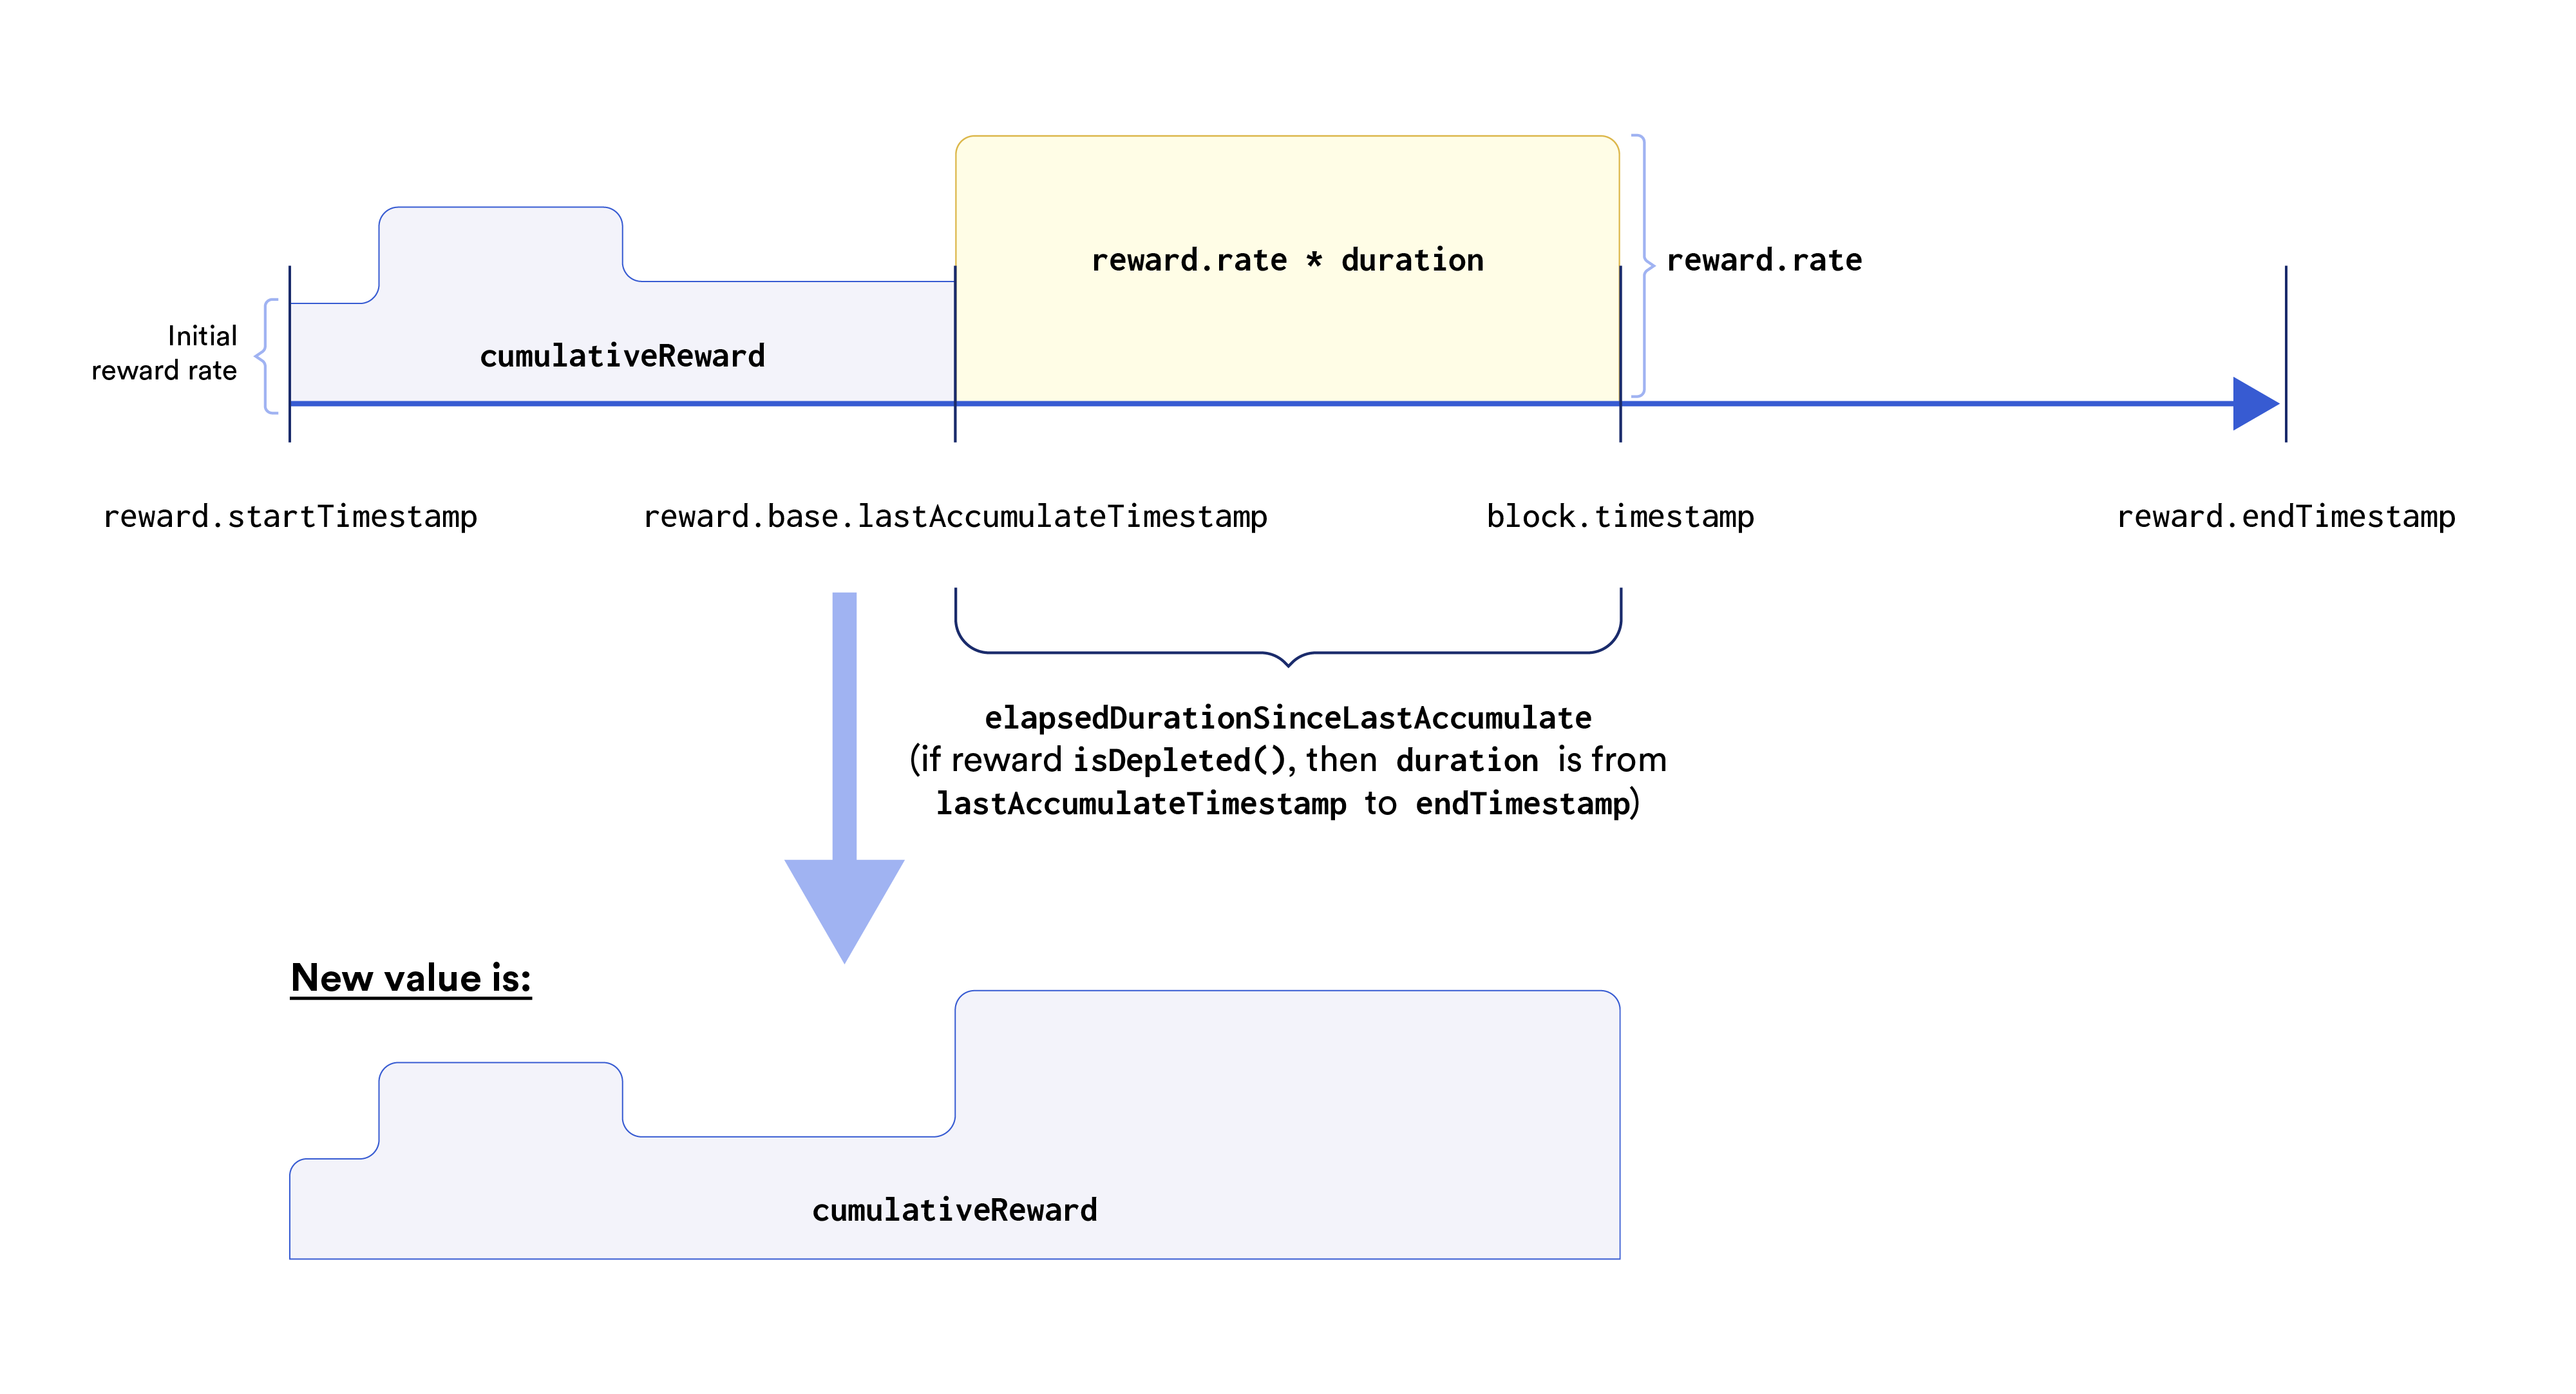 reward.rate * duration
reward.rate
Initial
reward rate
cumulativeReward
reward.startTimestamp
reward.base.lastAccumulateTimestamp
block.timestamp
reward.endTimestamp
elapsedDurationSinceLastAccumulate
(if reward isDepleted(), then duration is from
lastAccumulateTimestamp to endTimestamp)
New value is:
cumulativeReward